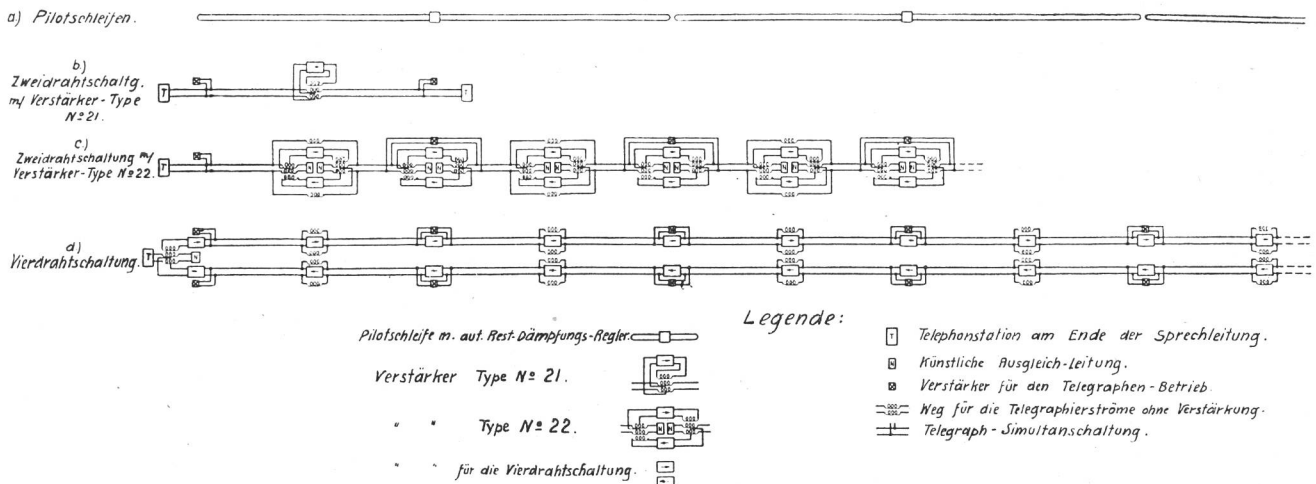 a) Pilotschleifen.
b)
Zweidrahtschaltg.
m/ Verstärker-Type
Nº 21.
c)
Zweidrahtschaltung m/
Verstärker-Type Nº 22.
d)
Vierdrahtschaltung.
Legende:
Pilotschleife m. aut. Rest-Dämpfungs-Regler.
Verstärker Type Nº 21.
" " Type Nº 22.
" " für die Vierdrahtschaltung.
T Telephonstation am Ende der Sprechleitung.
N Künstliche Ausgleich-Leitung.
Verstärker für den Telegraphen-Betrieb
Weg für die Telegraphierströme ohne Verstärkung.
Telegraph-Simultanschaltung.